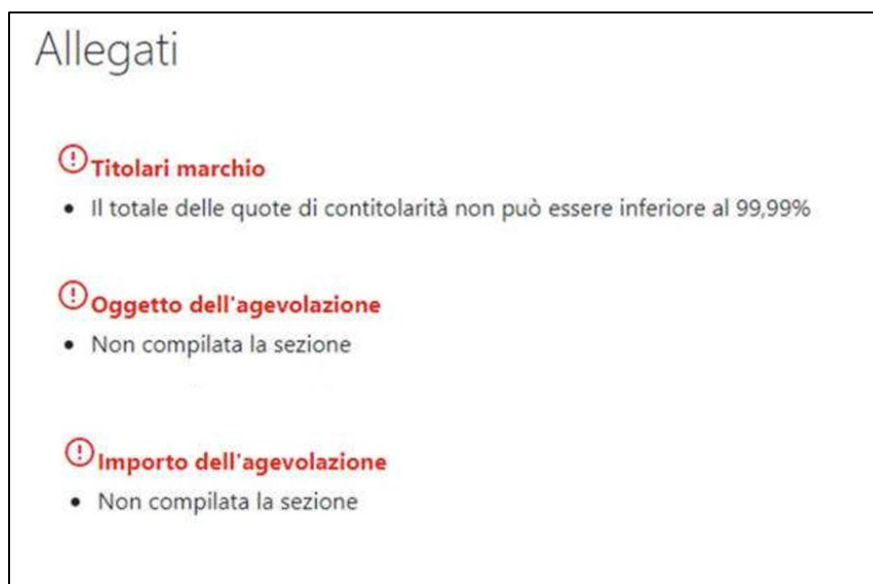 Allegati
Titolari marchio
• Il totale delle quote di contitolarità non può essere inferiore al 99,99%
Oggetto dell'agevolazione
• Non compilata la sezione
Importo dell'agevolazione
• Non compilata la sezione